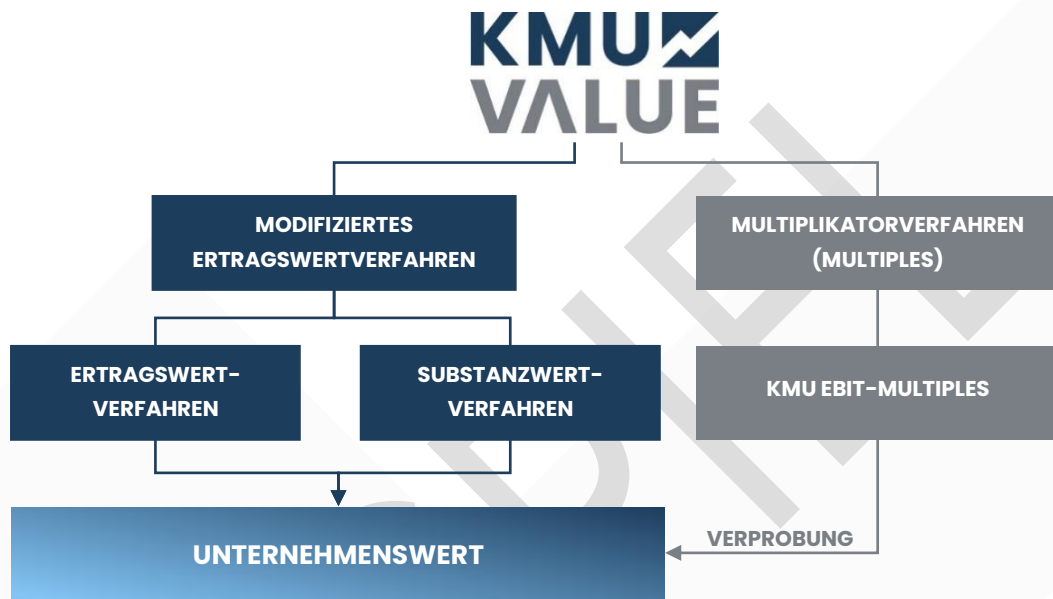 KMU
VALUE
MODIFIZIERTES
ERTRAGSWERTVERFAHREN
MULTIPLIKATORVERFAHREN
(MULTIPLES)
ERTRAGSWERT-
VERFAHREN
SUBSTANZWERT-
VERFAHREN
KMU EBIT-MULTIPLES
UNTERNEHMENSWERT
VERPROBUNG